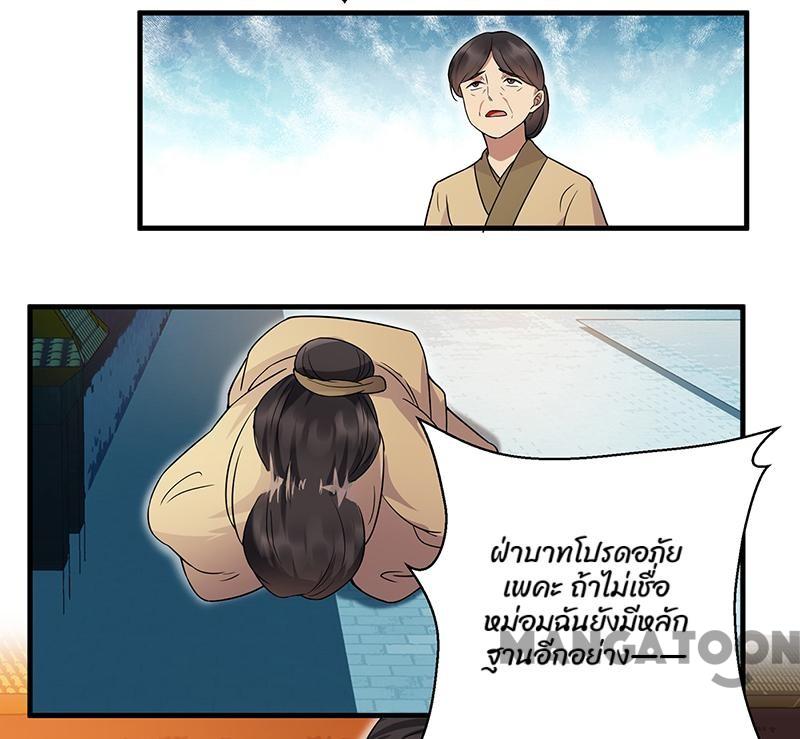 ฝ่าบาทโปรดอภัย
เพคะ ถ้าไม่เชื่อ
หม่อมฉันยังมีหลัก
ฐานอีกอย่าง——
MANGATOON